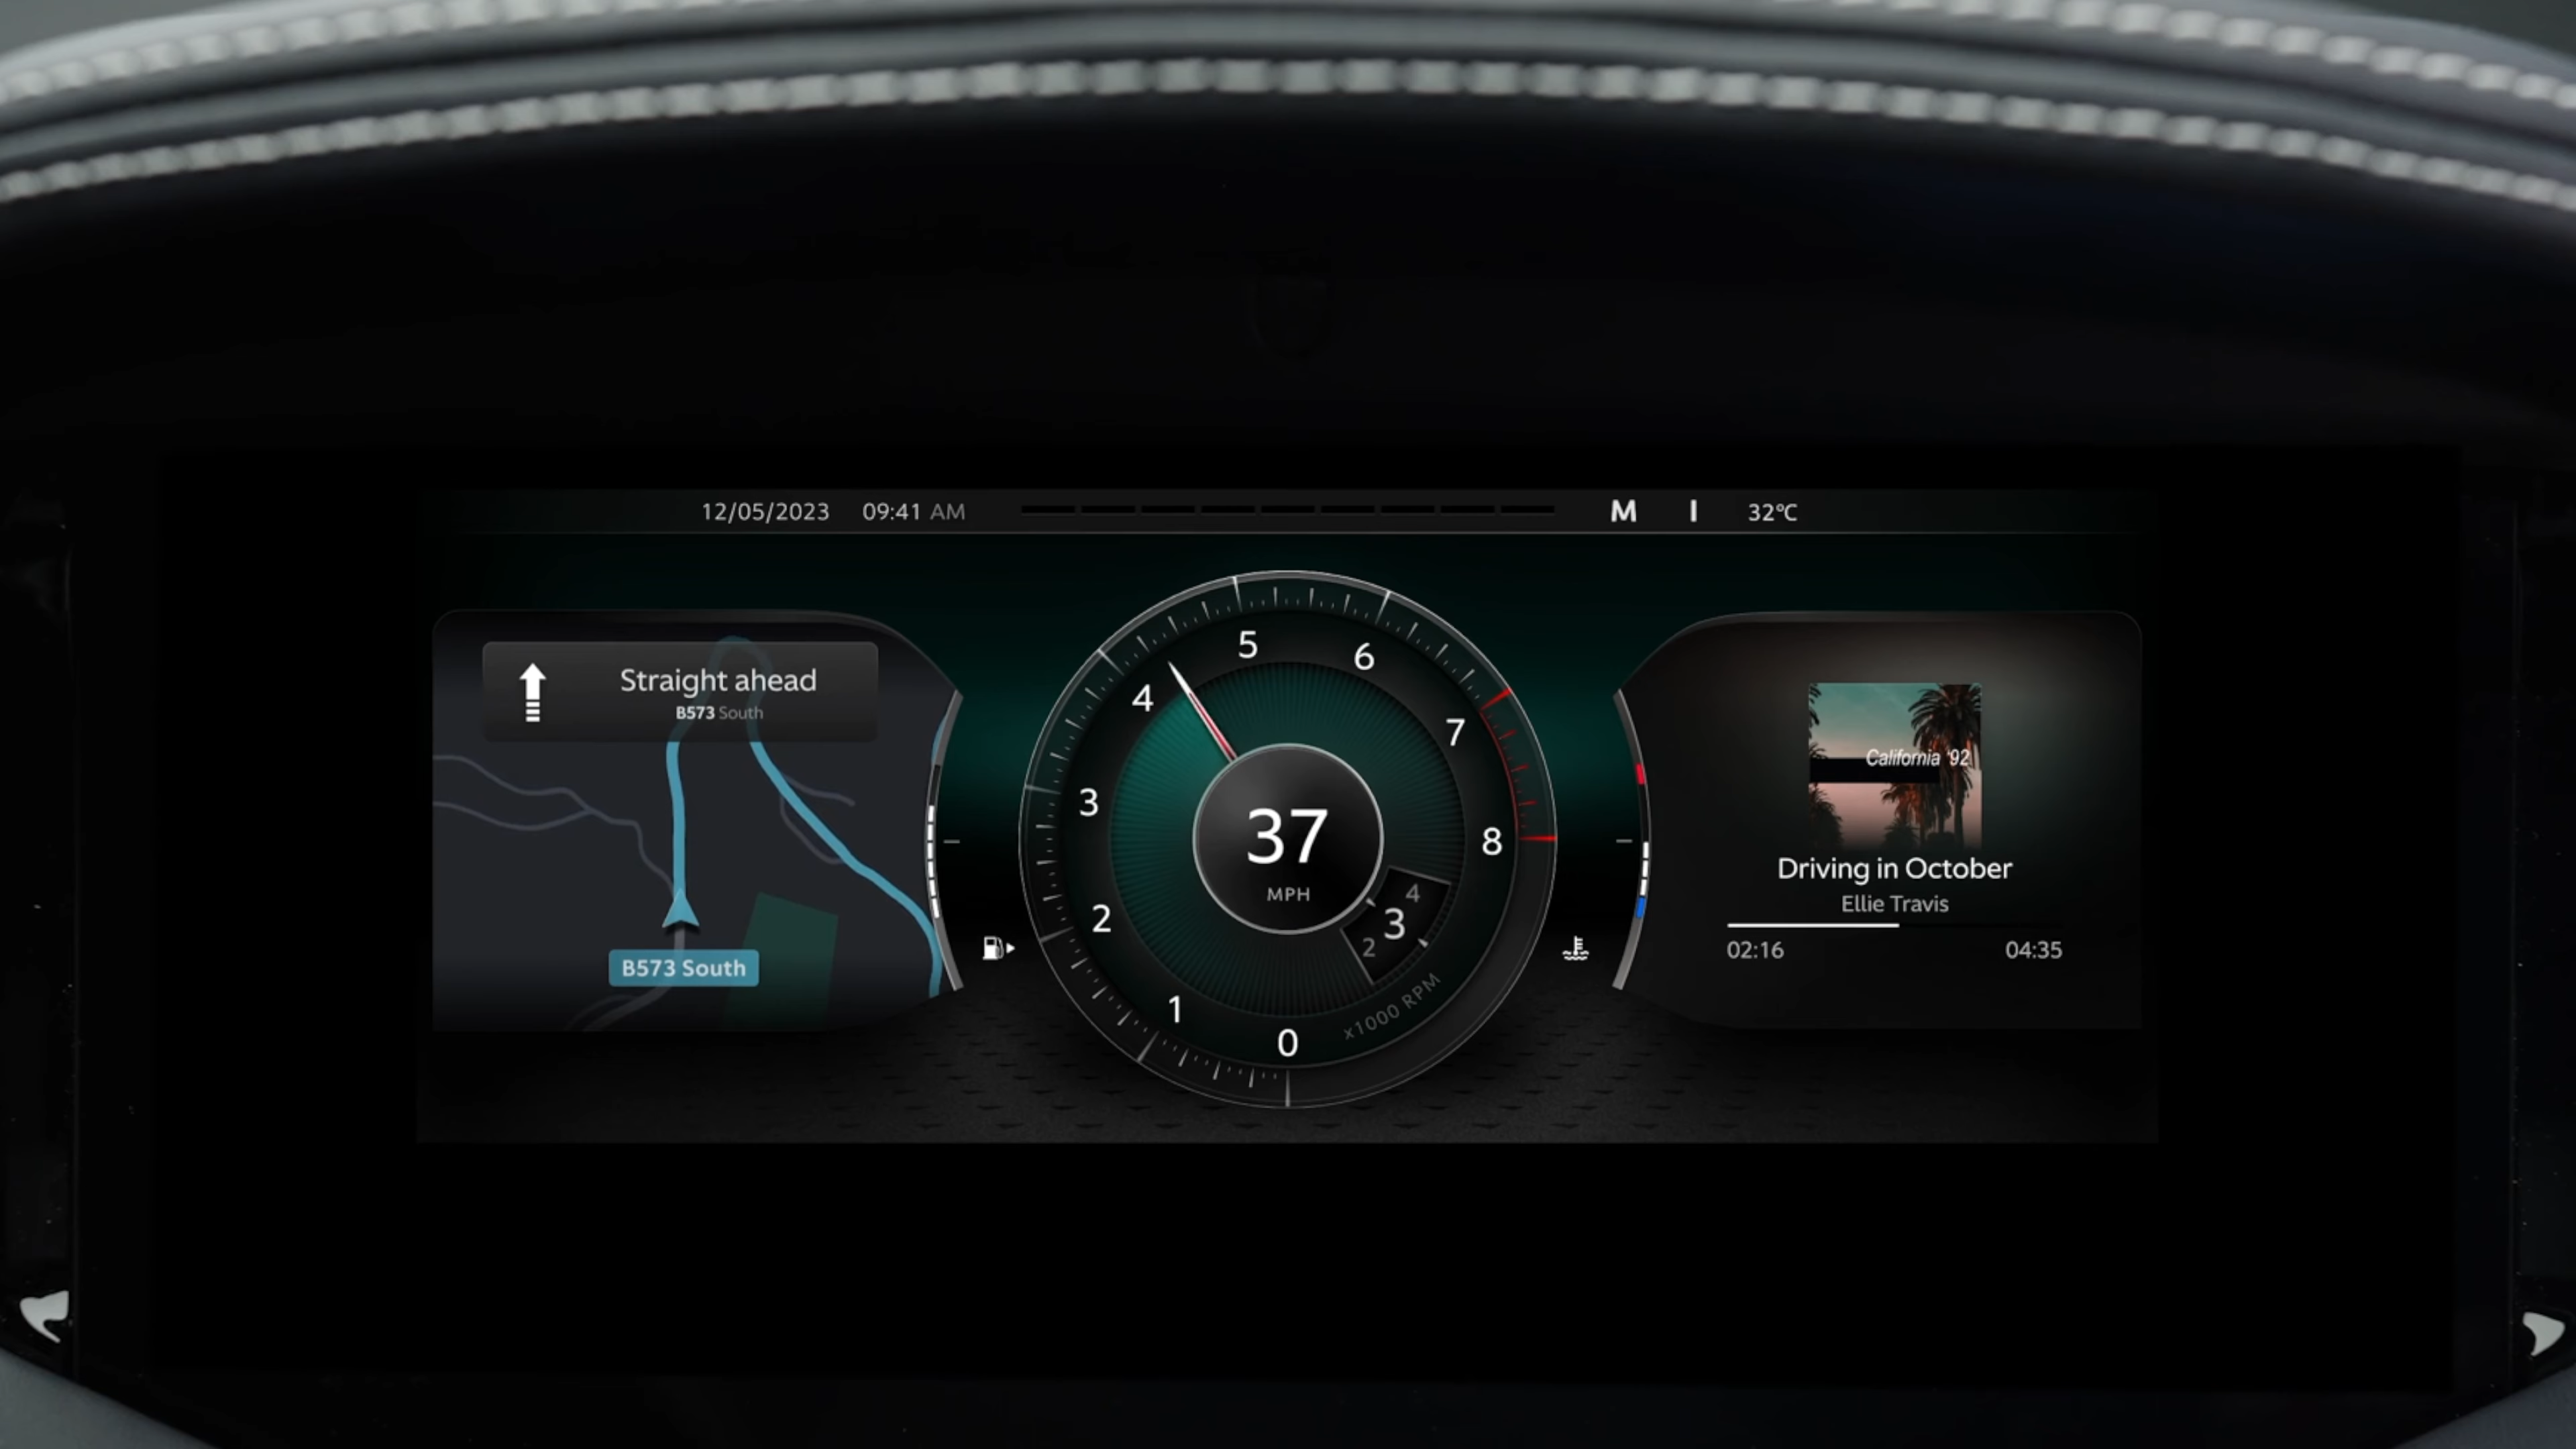 12/05/2023 09:41 AM M I 32°C
Straight ahead
B573 South
B573 South
0
1
2
3
4
5
6
7
8
x1000 RPM
37
MPH
2
3
4
California '92
Driving in October
Ellie Travis
02:16 04:35